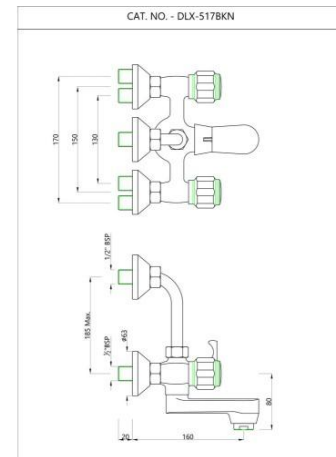 CAT. NO. - DLX-517BKN
170
150
130
1/2" BSP
185 Max.
ø63
½"BSP
80
20
160